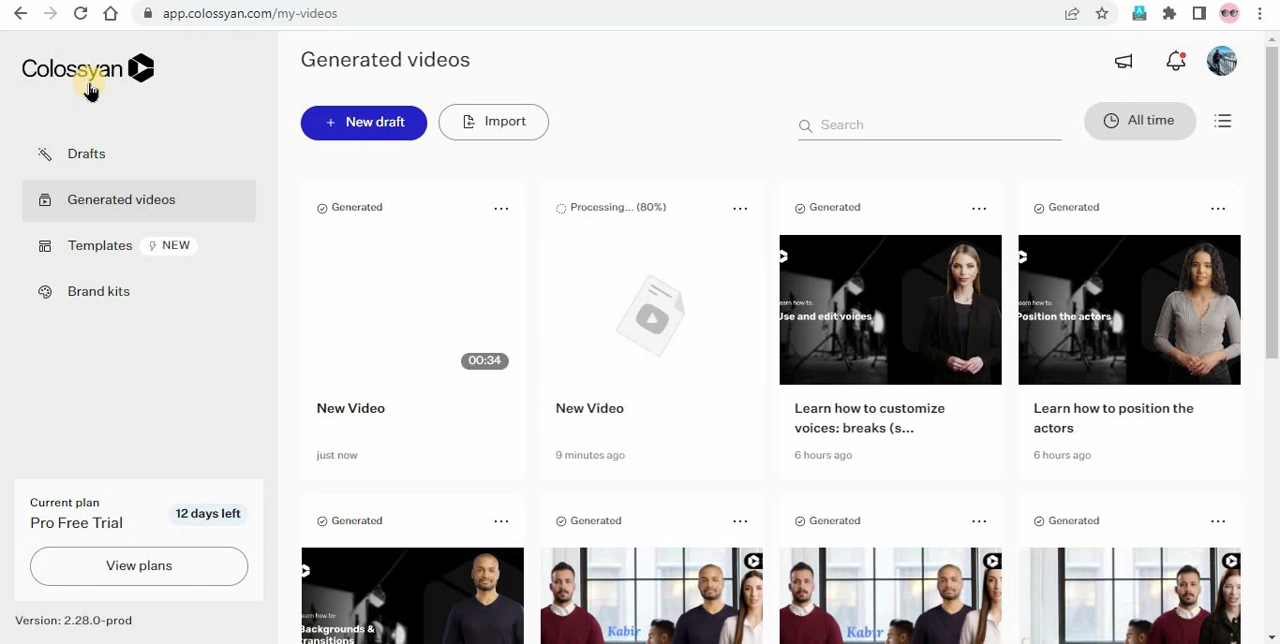 app.colossyan.com/my-videos
Colossyan
Generated videos
+ New draft
Import
Search
All time
Drafts
Generated videos
Templates
NEW
Brand kits
Generated
...
Processing... (80%)
...
Generated
...
Generated
...
Use and edit voices
Position the actors
00:34
New Video
New Video
Learn how to customize
voices: breaks (s...
Learn how to position the
actors
just now
9 minutes ago
6 hours ago
6 hours ago
Current plan
Pro Free Trial
12 days left
View plans
Version: 2.28.0-prod
Generated
...
Generated
...
Generated
...
Generated
...
Backgrounds &
transitions
Kabir
Kabir